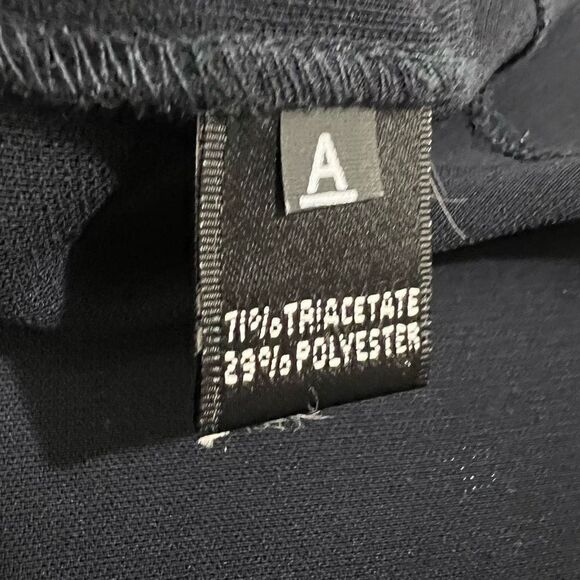 A
71% TRIACETATE
29% POLYESTER